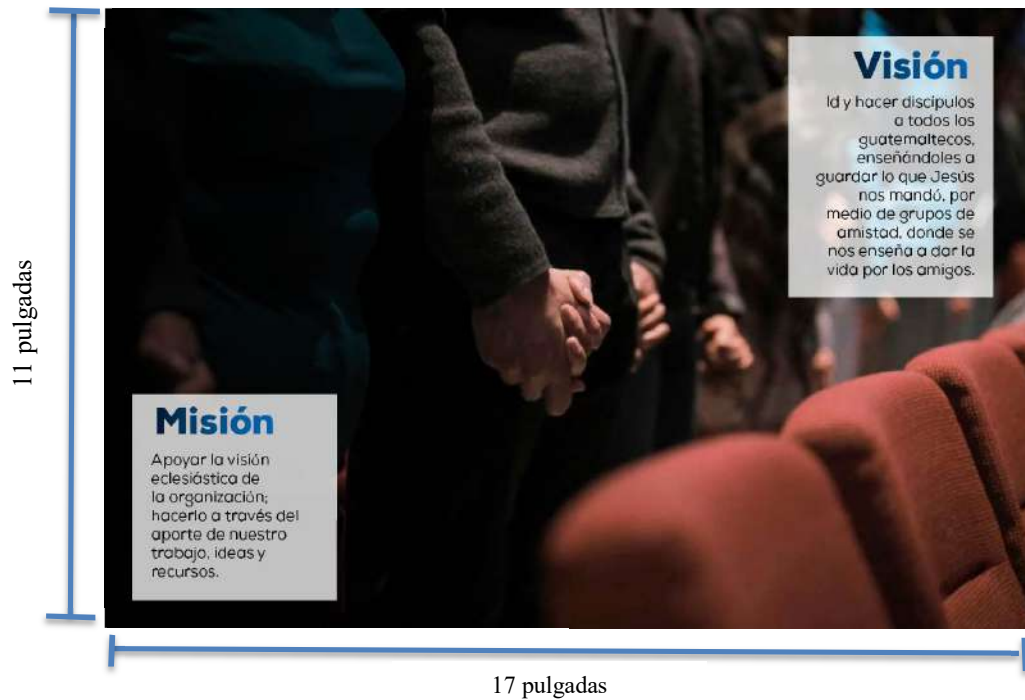 Visión
Id y hacer discípulos
a todos los
guatemaltecos,
enseñándoles a
guardar lo que Jesús
nos mandó, por
medio de grupos de
amistad, donde se
nos enseña a dar la
vida por los amigos.
11 pulgadas
Misión
Apoyar la visión
eclesiástica de
la organización;
hacerlo a través del
aporte de nuestro
trabajo, ideas y
recursos.
17 pulgadas